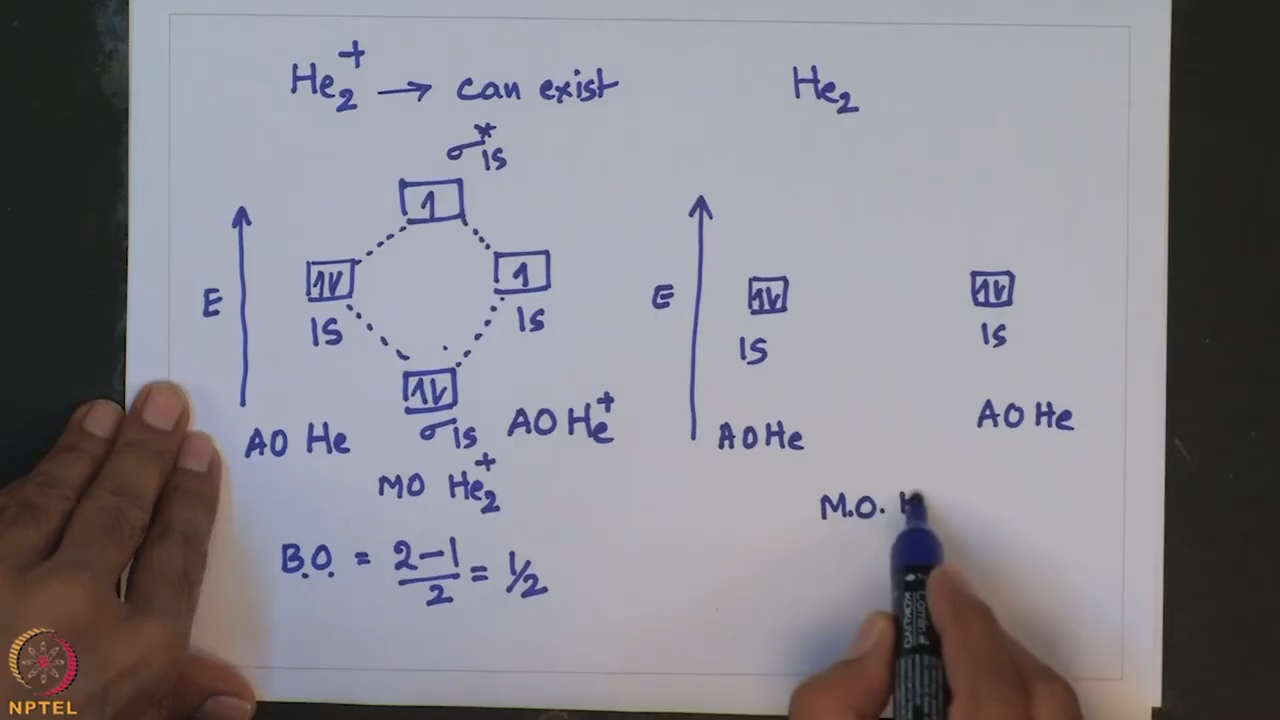 He₂⁺ → can exist
σ*1s
1↓
1
1↓
1
1s
1s
E
1↓
σ1s
AO He
AO He⁺
MO He₂⁺
B.O. = 2-1/2 = 1/2
He₂
E
1↓
1↓
1s
1s
AO He
AO He
M.O.
NPTEL